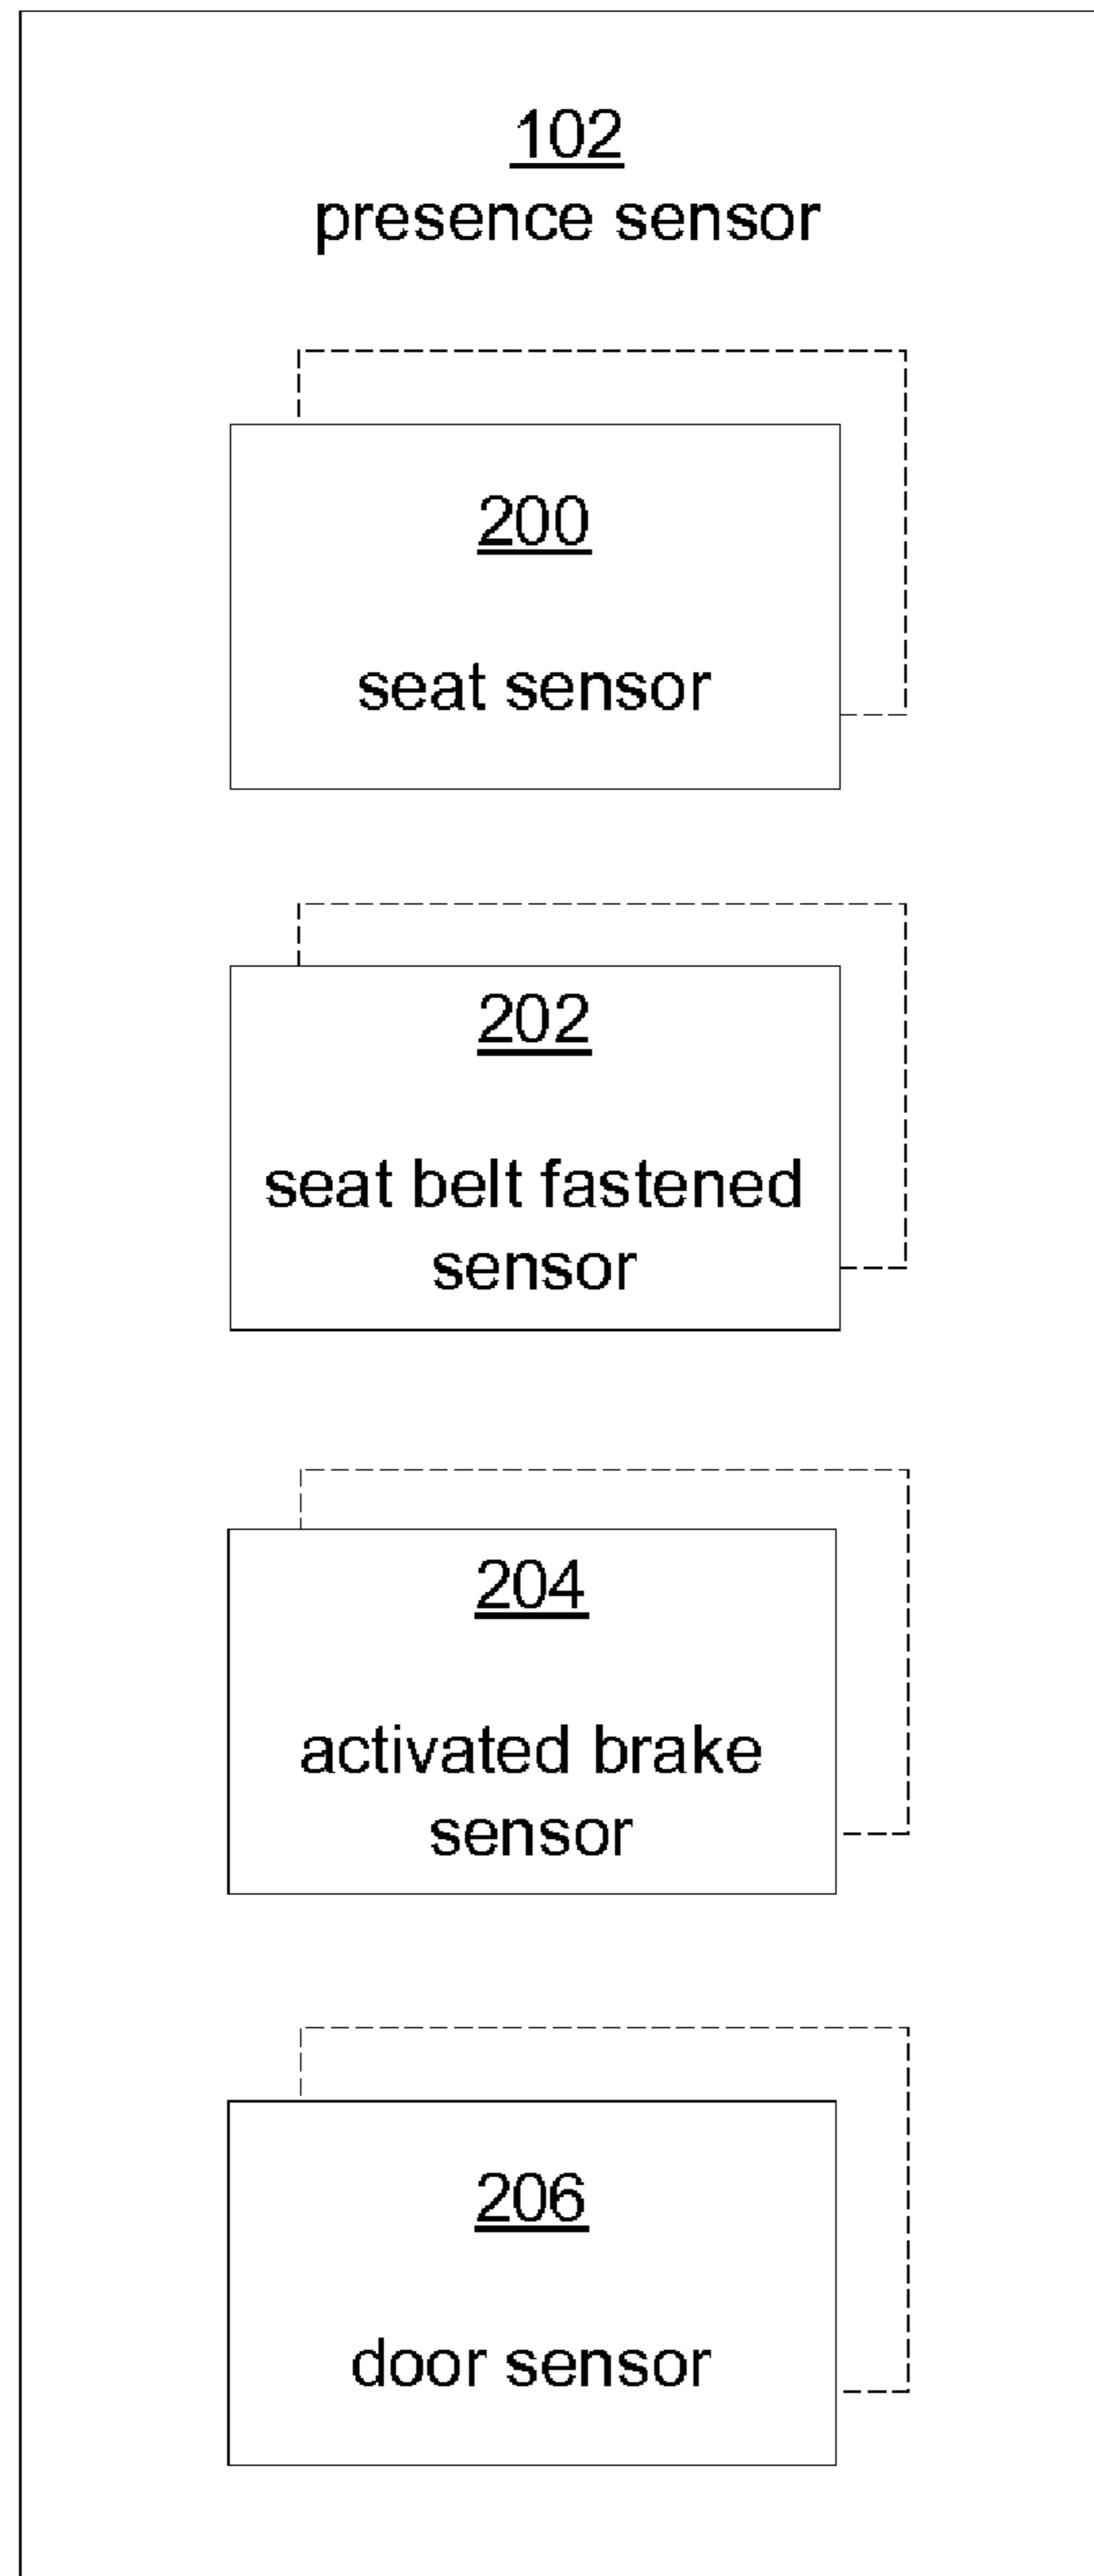 102
presence sensor
200
seat sensor
202
seat belt fastened
sensor
204
activated brake
sensor
206
door sensor